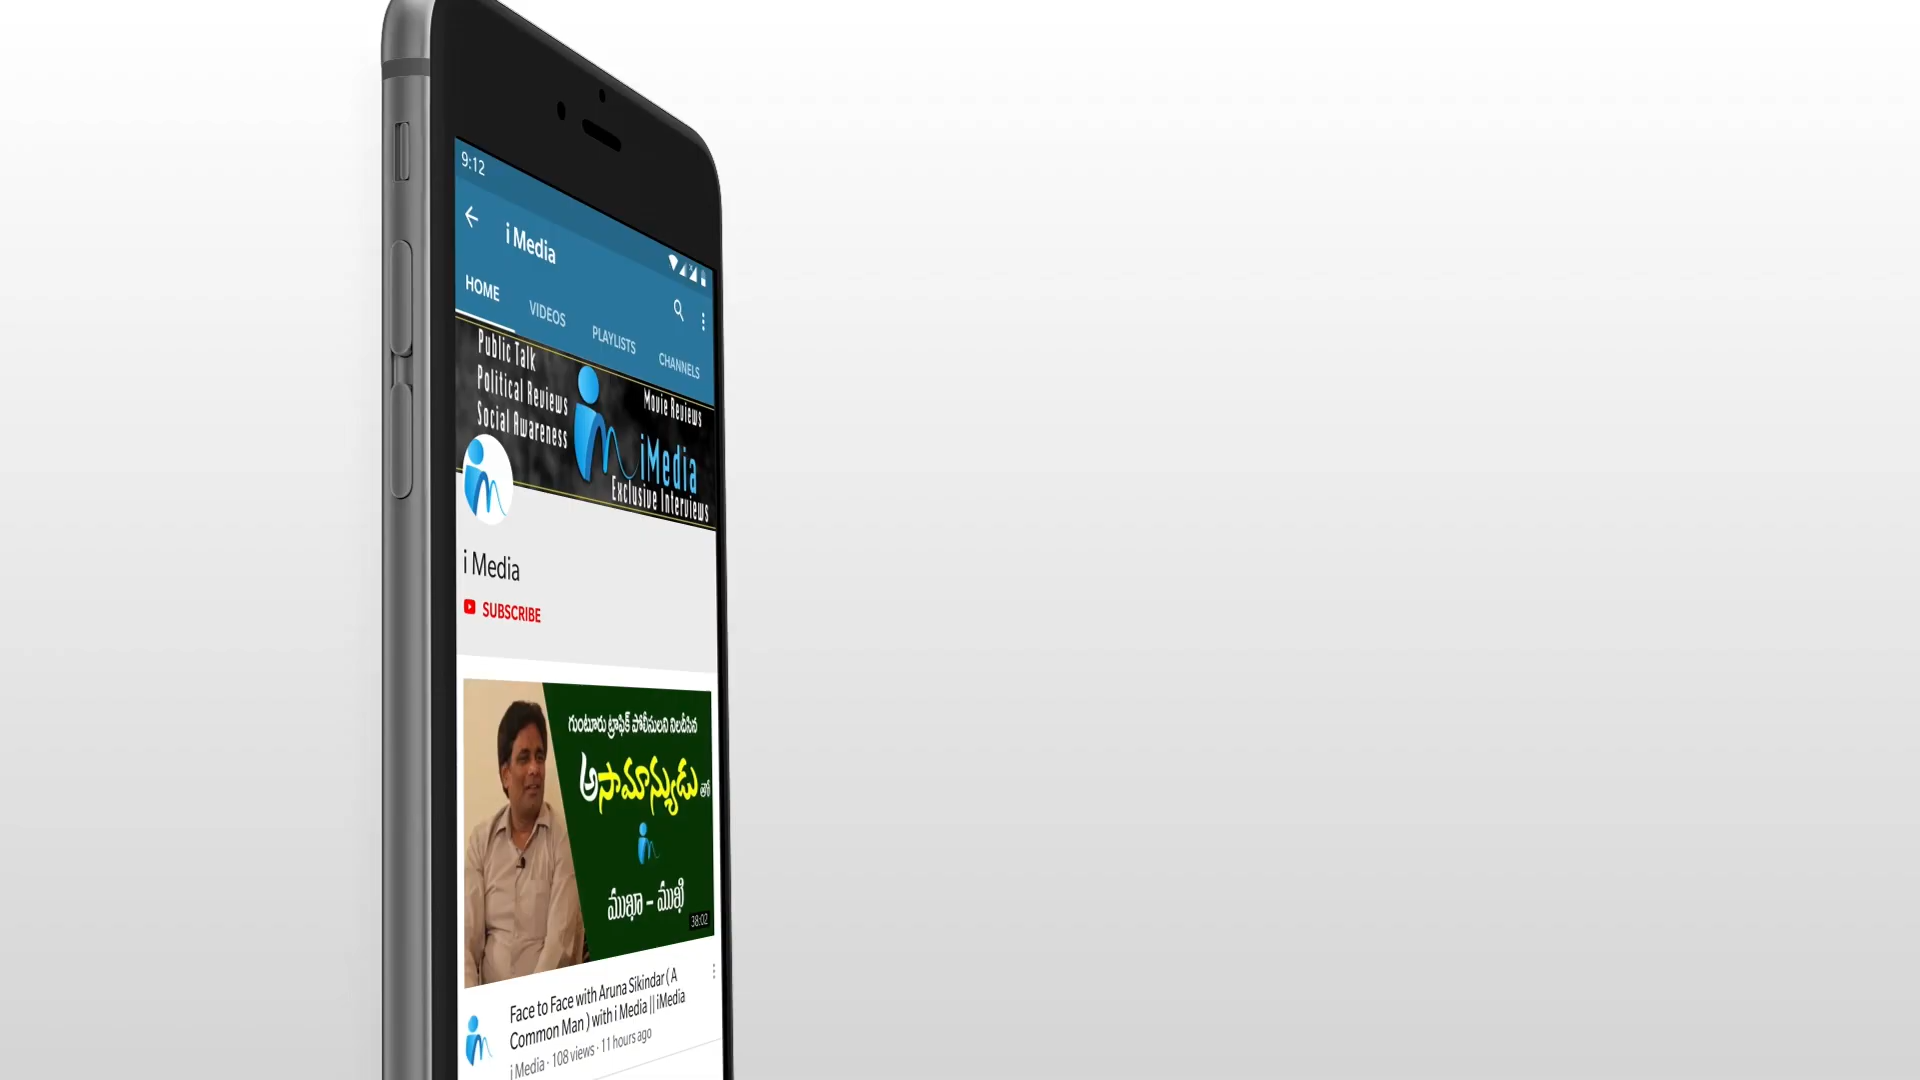 9:12
i Media
HOME
VIDEOS
PLAYLISTS
CHANNELS
Public Talk
Political Reviews
Social Awareness
Movie Reviews
iMedia
Exclusive Interviews
i Media
SUBSCRIBE
గుంటూరు ట్రాఫిక్ పోలీసులని నిలదీసిన
అసామాన్యుడు తో
ముఖా - ముఖి
38:02
Face to Face with Aruna Sikindar ( A
Common Man ) with i Media || iMedia
i Media · 108 views · 11 hours ago